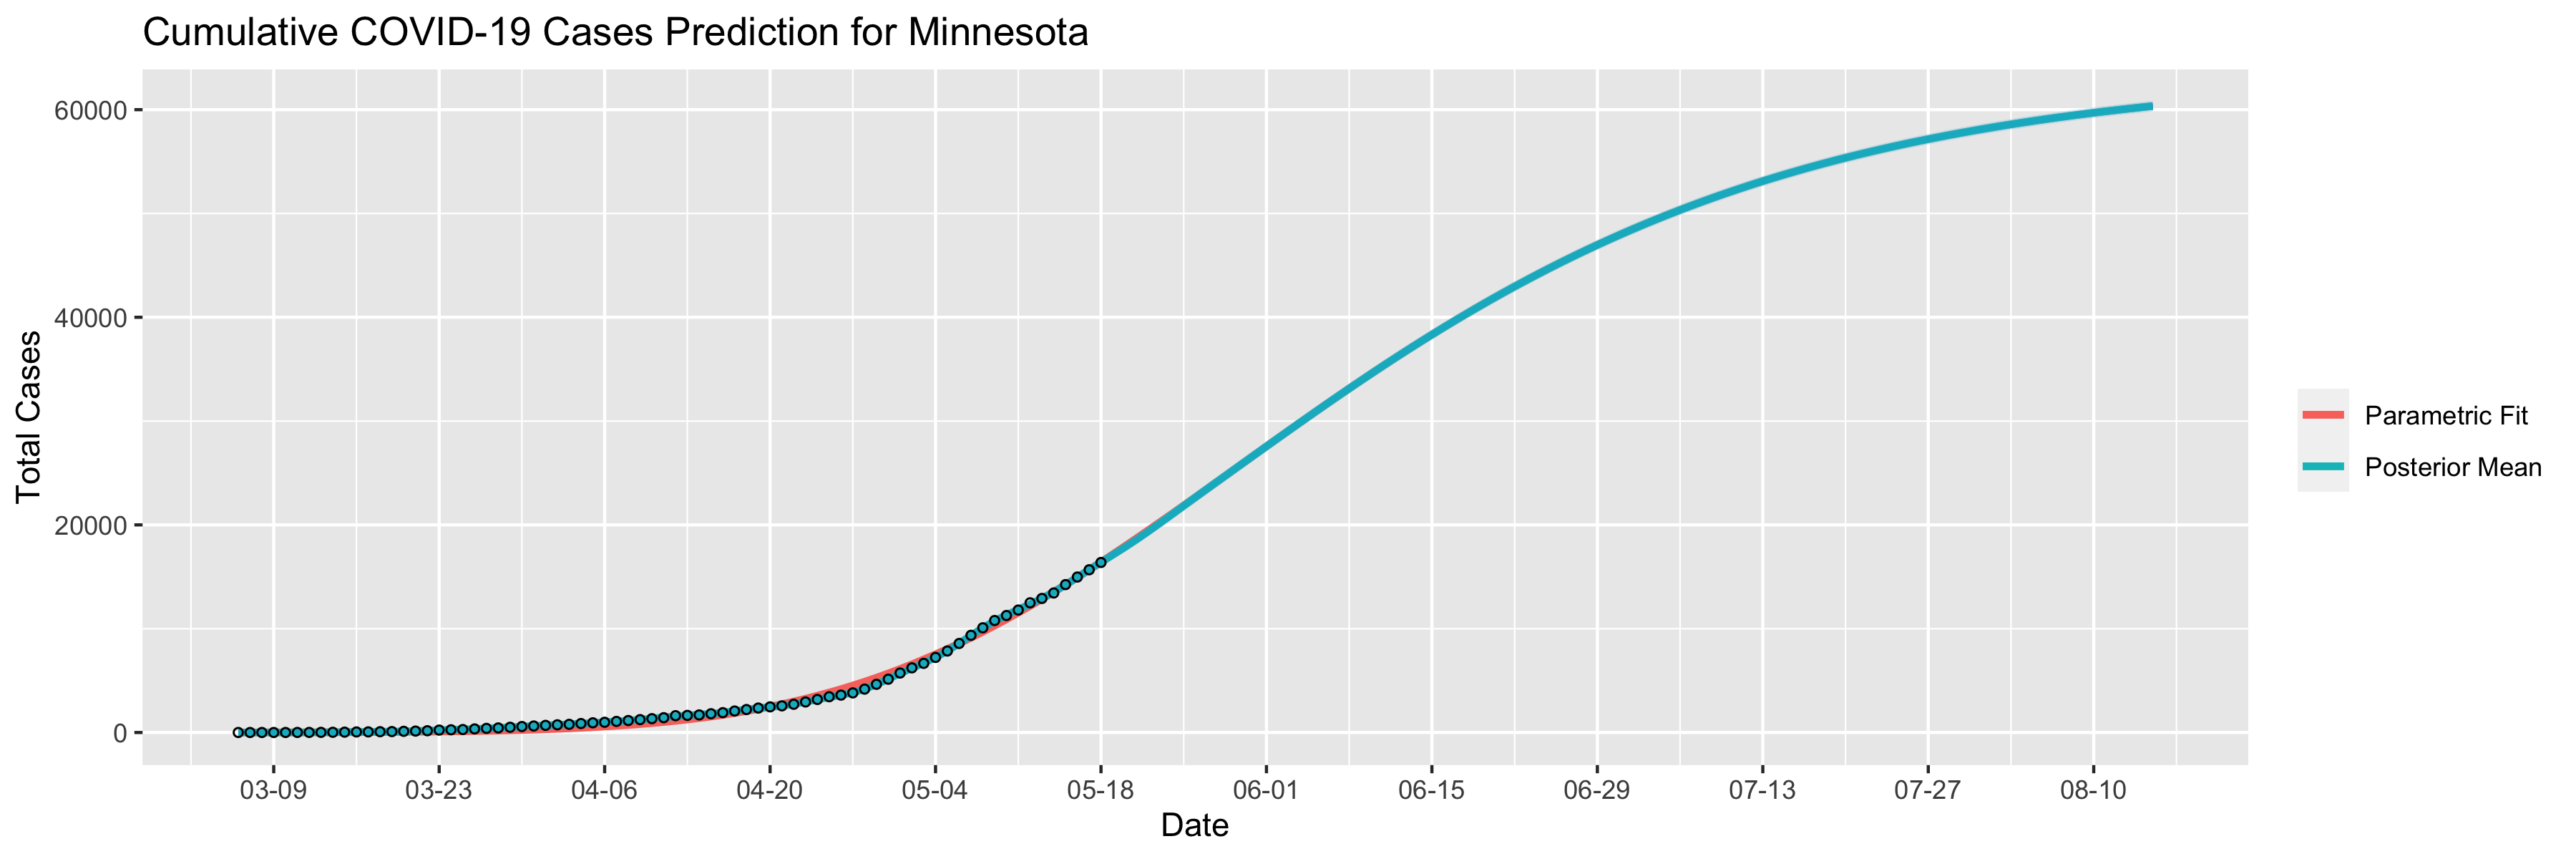 Cumulative COVID-19 Cases Prediction for Minnesota
60000
40000
20000
0
Total Cases
03-09 03-23 04-06 04-20 05-04 05-18 06-01 06-15 06-29 07-13 07-27 08-10
Date
Parametric Fit
Posterior Mean